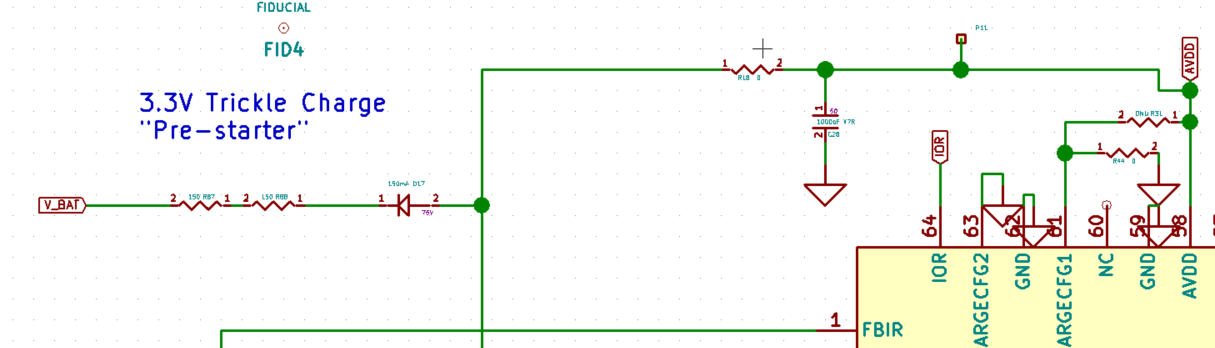 FIDUCIAL
FID4
3.3V Trickle Charge
"Pre-starter"
V_BAT
2 150 R87 1
2 150 R88 1
1 150mA D17 2
75V
1 2
R18 0
P11
AVDD
1
50
1000pF X7R
2 C28
IOR
2 DNL R31 1
1 2
R44 0
64 63 62 61 60 59 58
IOR
ARGECFG2
GND
ARGECFG1
NC
GND
AVDD
1 FBIR